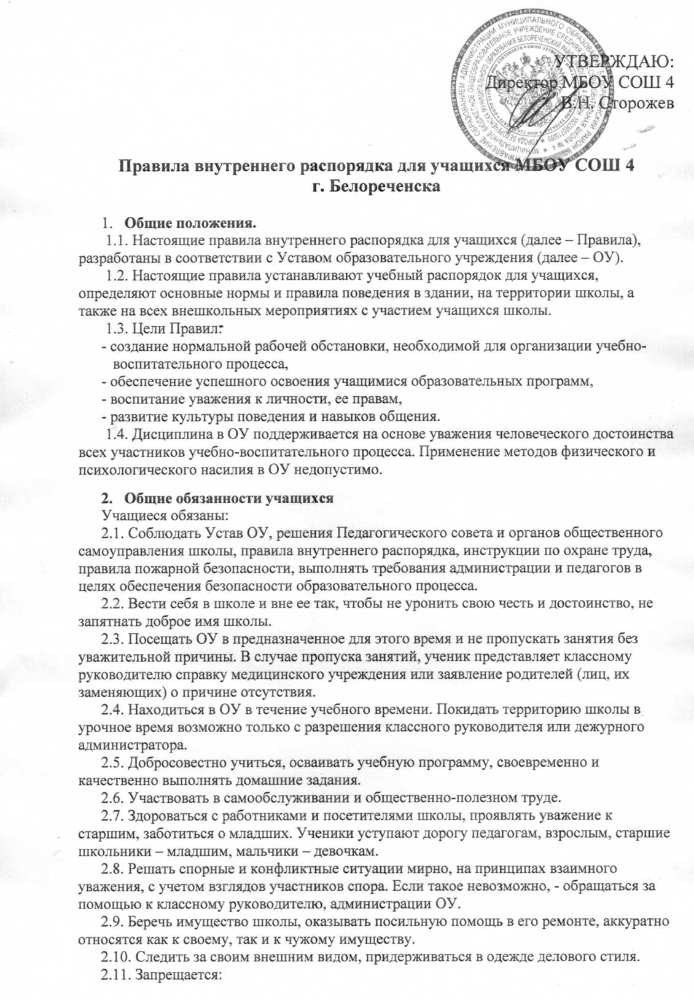 УТВЕРЖДАЮ:
Директор МБОУ СОШ 4
В.Н. Сторожев
Правила внутреннего распорядка для учащихся МБОУ СОШ 4
г. Белореченска
1. Общие положения.
1.1. Настоящие правила внутреннего распорядка для учащихся (далее – Правила),
разработаны в соответствии с Уставом образовательного учреждения (далее – ОУ).
1.2. Настоящие правила устанавливают учебный распорядок для учащихся,
определяют основные нормы и правила поведения в здании, на территории школы, а
также на всех внешкольных мероприятиях с участием учащихся школы.
1.3. Цели Правил:
- создание нормальной рабочей обстановки, необходимой для организации учебно-
воспитательного процесса,
- обеспечение успешного освоения учащимися образовательных программ,
- воспитание уважения к личности, ее правам,
- развитие культуры поведения и навыков общения.
1.4. Дисциплина в ОУ поддерживается на основе уважения человеческого достоинства
всех участников учебно-воспитательного процесса. Применение методов физического и
психологического насилия в ОУ недопустимо.
2. Общие обязанности учащихся
Учащиеся обязаны:
2.1. Соблюдать Устав ОУ, решения Педагогического совета и органов общественного
самоуправления школы, правила внутреннего распорядка, инструкции по охране труда,
правила пожарной безопасности, выполнять требования администрации и педагогов в
целях обеспечения безопасности образовательного процесса.
2.2. Вести себя в школе и вне ее так, чтобы не уронить свою честь и достоинство, не
запятнать доброе имя школы.
2.3. Посещать ОУ в предназначенное для этого время и не пропускать занятия без
уважительной причины. В случае пропуска занятий, ученик представляет классному
руководителю справку медицинского учреждения или заявление родителей (лиц, их
заменяющих) о причине отсутствия.
2.4. Находиться в ОУ в течение учебного времени. Покидать территорию школы в
урочное время возможно только с разрешения классного руководителя или дежурного
администратора.
2.5. Добросовестно учиться, осваивать учебную программу, своевременно и
качественно выполнять домашние задания.
2.6. Участвовать в самообслуживании и общественно-полезном труде.
2.7. Здороваться с работниками и посетителями школы, проявлять уважение к
старшим, заботиться о младших. Ученики уступают дорогу педагогам, взрослым, старшие
школьники – младшим, мальчики – девочкам.
2.8. Решать спорные и конфликтные ситуации мирно, на принципах взаимного
уважения, с учетом взглядов участников спора. Если такое невозможно, - обращаться за
помощью к классному руководителю, администрации ОУ.
2.9. Беречь имущество школы, оказывать посильную помощь в его ремонте, аккуратно
относятся как к своему, так и к чужому имуществу.
2.10. Следить за своим внешним видом, придерживаться в одежде делового стиля.
2.11. Запрещается: